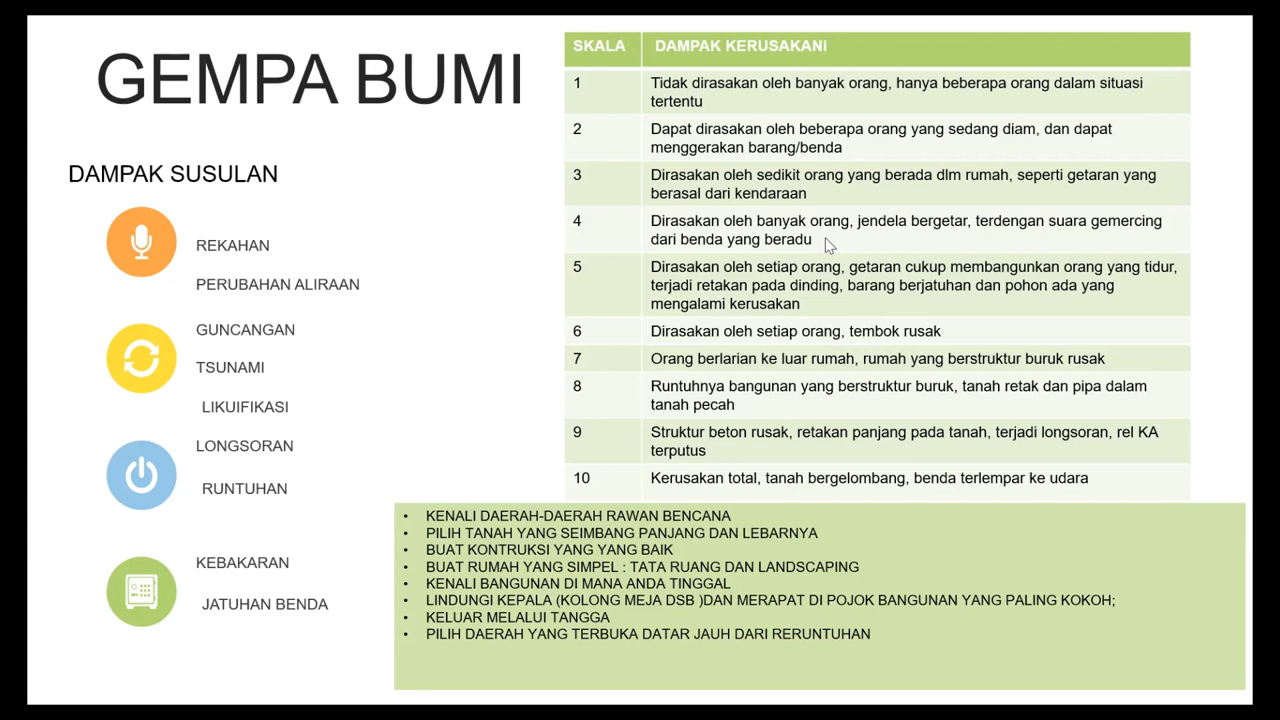 GEMPA BUMI
DAMPAK SUSULAN
REKAHAN
PERUBAHAN ALIRAAN
GUNCANGAN
TSUNAMI
LIKUIFIKASI
LONGSORAN
RUNTUHAN
KEBAKARAN
JATUHAN BENDA
SKALA DAMPAK KERUSAKANi
1 Tidak dirasakan oleh banyak orang, hanya beberapa orang dalam situasi
tertentu
2 Dapat dirasakan oleh beberapa orang yang sedang diam, dan dapat
menggerakan barang/benda
3 Dirasakan oleh sedikit orang yang berada dlm rumah, seperti getaran yang
berasal dari kendaraan
4 Dirasakan oleh banyak orang, jendela bergetar, terdengan suara gemercing
dari benda yang beradu
5 Dirasakan oleh setiap orang, getaran cukup membangunkan orang yang tidur,
terjadi retakan pada dinding, barang berjatuhan dan pohon ada yang
mengalami kerusakan
6 Dirasakan oleh setiap orang, tembok rusak
7 Orang berlarian ke luar rumah, rumah yang berstruktur buruk rusak
8 Runtuhnya bangunan yang berstruktur buruk, tanah retak dan pipa dalam
tanah pecah
9 Struktur beton rusak, retakan panjang pada tanah, terjadi longsoran, rel KA
terputus
10 Kerusakan total, tanah bergelombang, benda terlempar ke udara
• KENALI DAERAH-DAERAH RAWAN BENCANA
• PILIH TANAH YANG SEIMBANG PANJANG DAN LEBARNYA
• BUAT KONTRUKSI YANG YANG BAIK
• BUAT RUMAH YANG SIMPEL : TATA RUANG DAN LANDSCAPING
• KENALI BANGUNAN DI MANA ANDA TINGGAL
• LINDUNGI KEPALA (KOLONG MEJA DSB )DAN MERAPAT DI POJOK BANGUNAN YANG PALING KOKOH;
• KELUAR MELALUI TANGGA
• PILIH DAERAH YANG TERBUKA DATAR JAUH DARI RERUNTUHAN